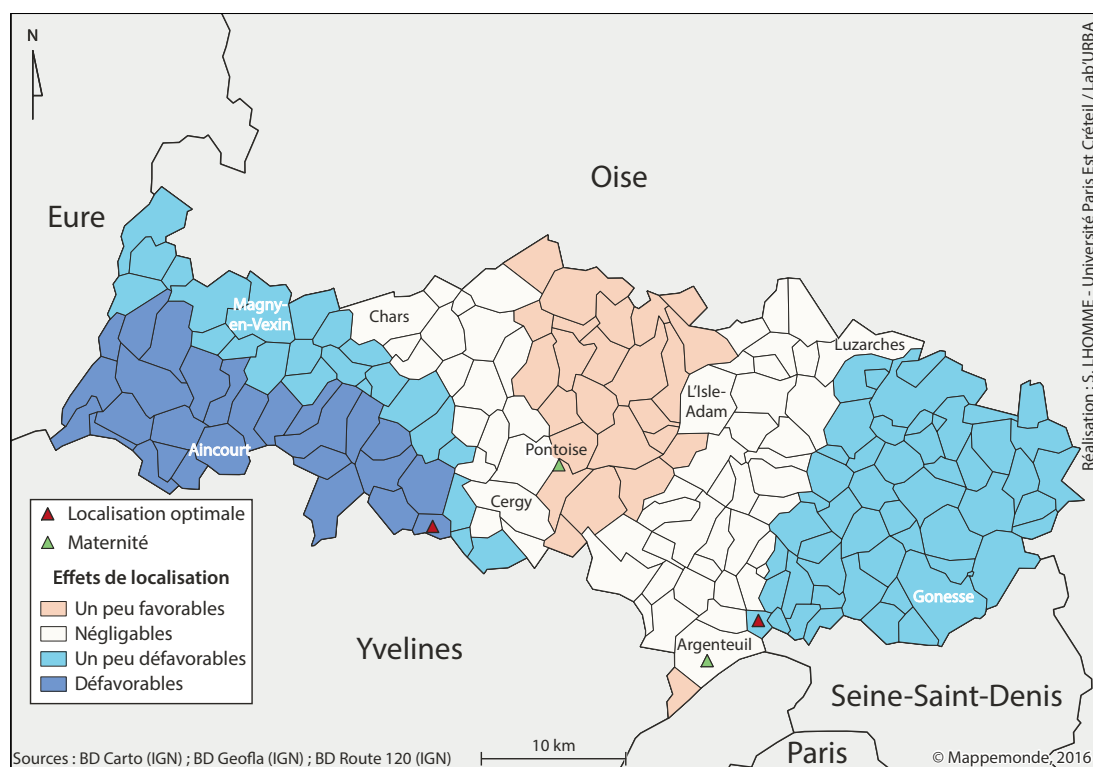 N
Oise
Eure
Magny-
en-Vexin
Chars
Luzarches
L'Isle-
Adam
Aincourt
Pontoise
Cergy
Gonesse
Argenteuil
Yvelines
Seine-Saint-Denis
Paris
Localisation optimale
Maternité
Effets de localisation
Un peu favorables
Négligables
Un peu défavorables
Défavorables
Sources : BD Carto (IGN) ; BD Geofla (IGN) ; BD Route 120 (IGN)
10 km
© Mappemonde, 2016
Réalisation : S. LHOMME - Université Paris Est Créteil / Lab'URBA